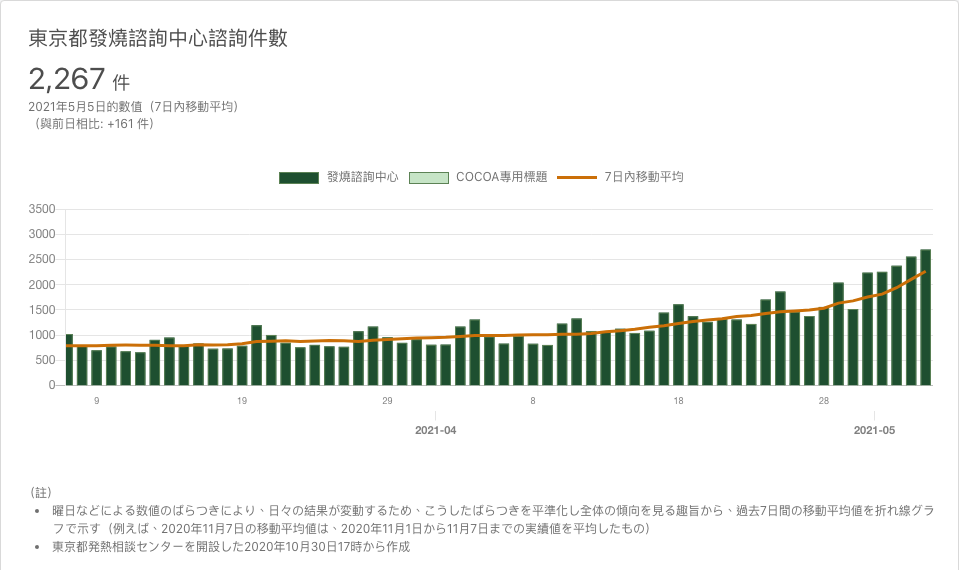 東京都發燒諮詢中心諮詢件數
2,267 件
2021年5月5日的數值（7日內移動平均）
（與前日相比: +161 件）
發燒諮詢中心 COCOA專用標題 7日內移動平均
3500
3000
2500
2000
1500
1000
500
0
9 19 29 8 18 28
2021-04 2021-05
（註）
• 曜日などによる数値のばらつきにより、日々の結果が変動するため、こうしたばらつきを平準化し全体の傾向を見る趣旨から、過去7日間の移動平均値を折れ線グラ
フで示す（例えば、2020年11月7日の移動平均値は、2020年11月1日から11月7日までの実績値を平均したもの）
• 東京都発熱相談センターを開設した2020年10月30日17時から作成